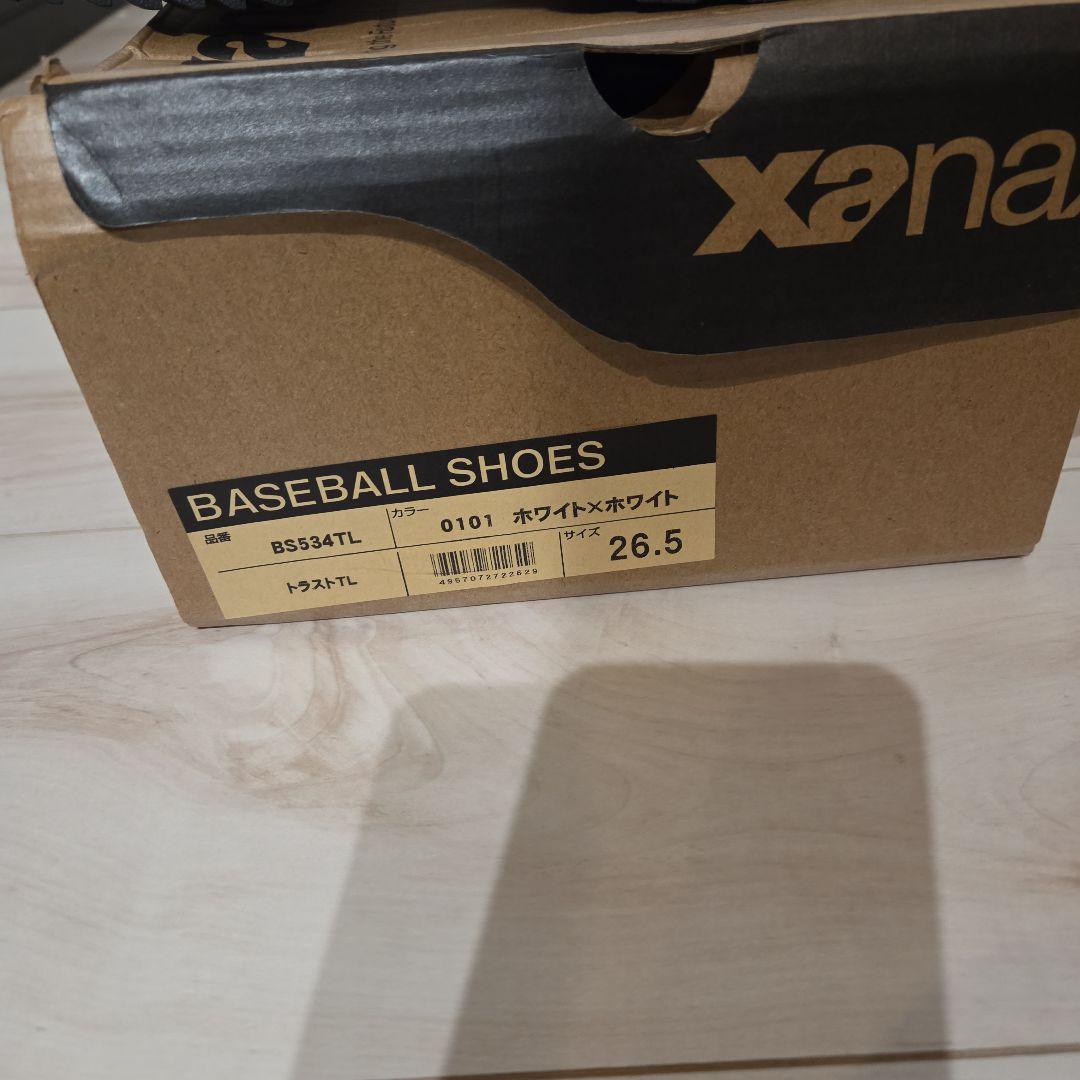 xana
BASEBALL SHOES
品番 BS534TL
カラー 0101 ホワイト×ホワイト
トラストTL
4967072722629
サイズ 26.5